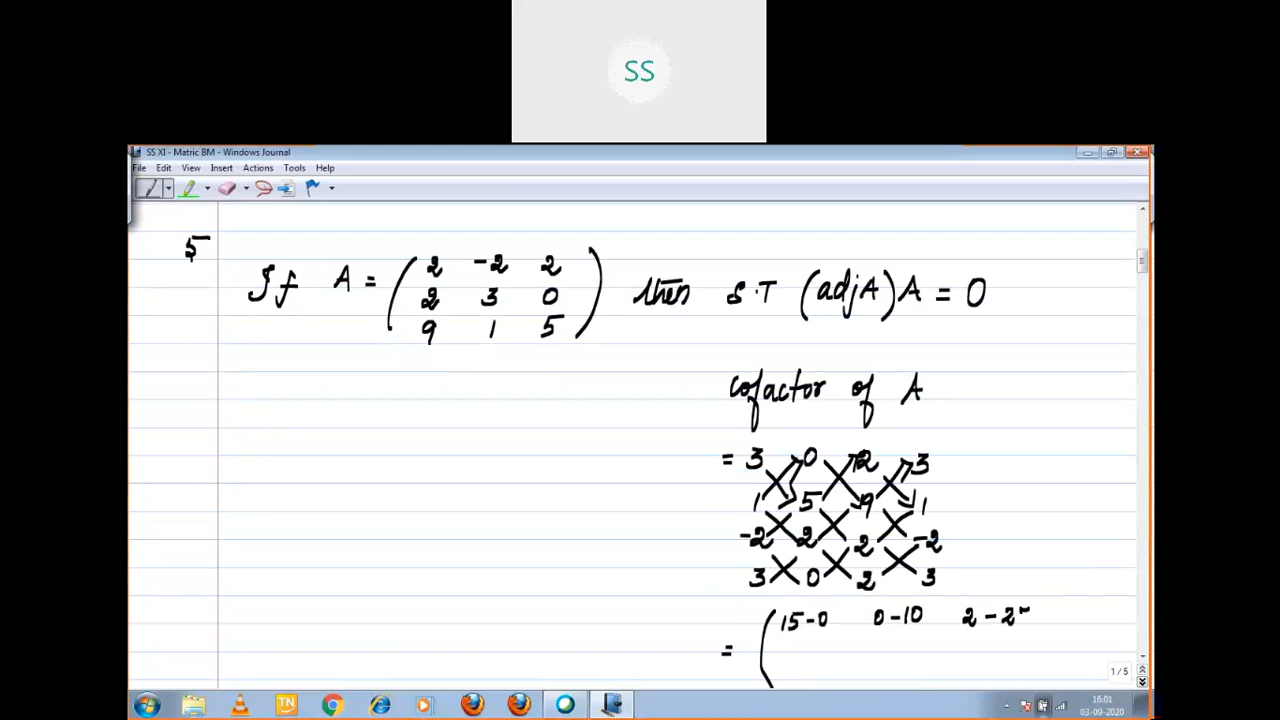 SS
SS XI - Matric BM - Windows Journal
File Edit View Insert Actions Tools Help
5
If A = ( 2 -2 2
2 3 0
9 1 5 ) then S.T (adjA) A = 0
cofactor of A
= 3 0 2 3
1 5 9 1
-2 2 2 -2
3 0 2 3
= ( 15-0 0-10 2-2
1/5
TN
16:01
03-09-2020